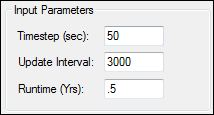 Input Parameters
Timestep (sec): 50
Update Interval: 3000
Runtime (Yrs): .5